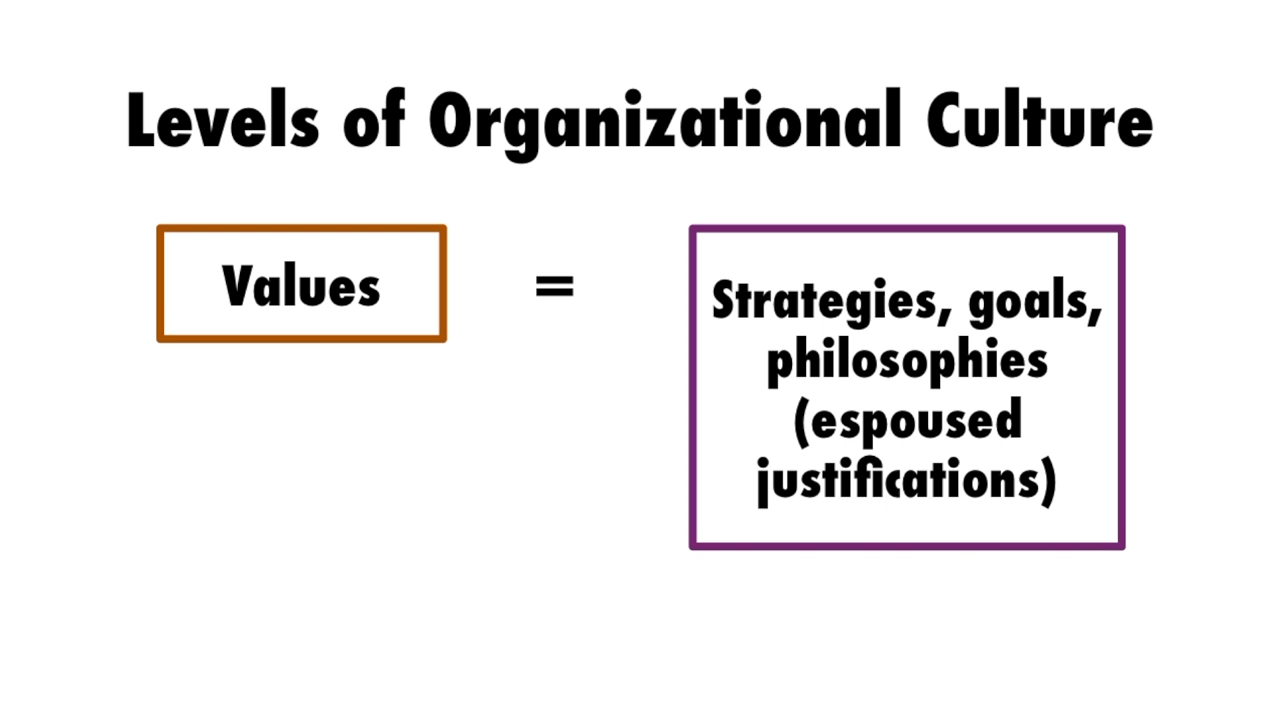 Levels of Organizational Culture
Values
=
Strategies, goals,
philosophies
(espoused
justifications)